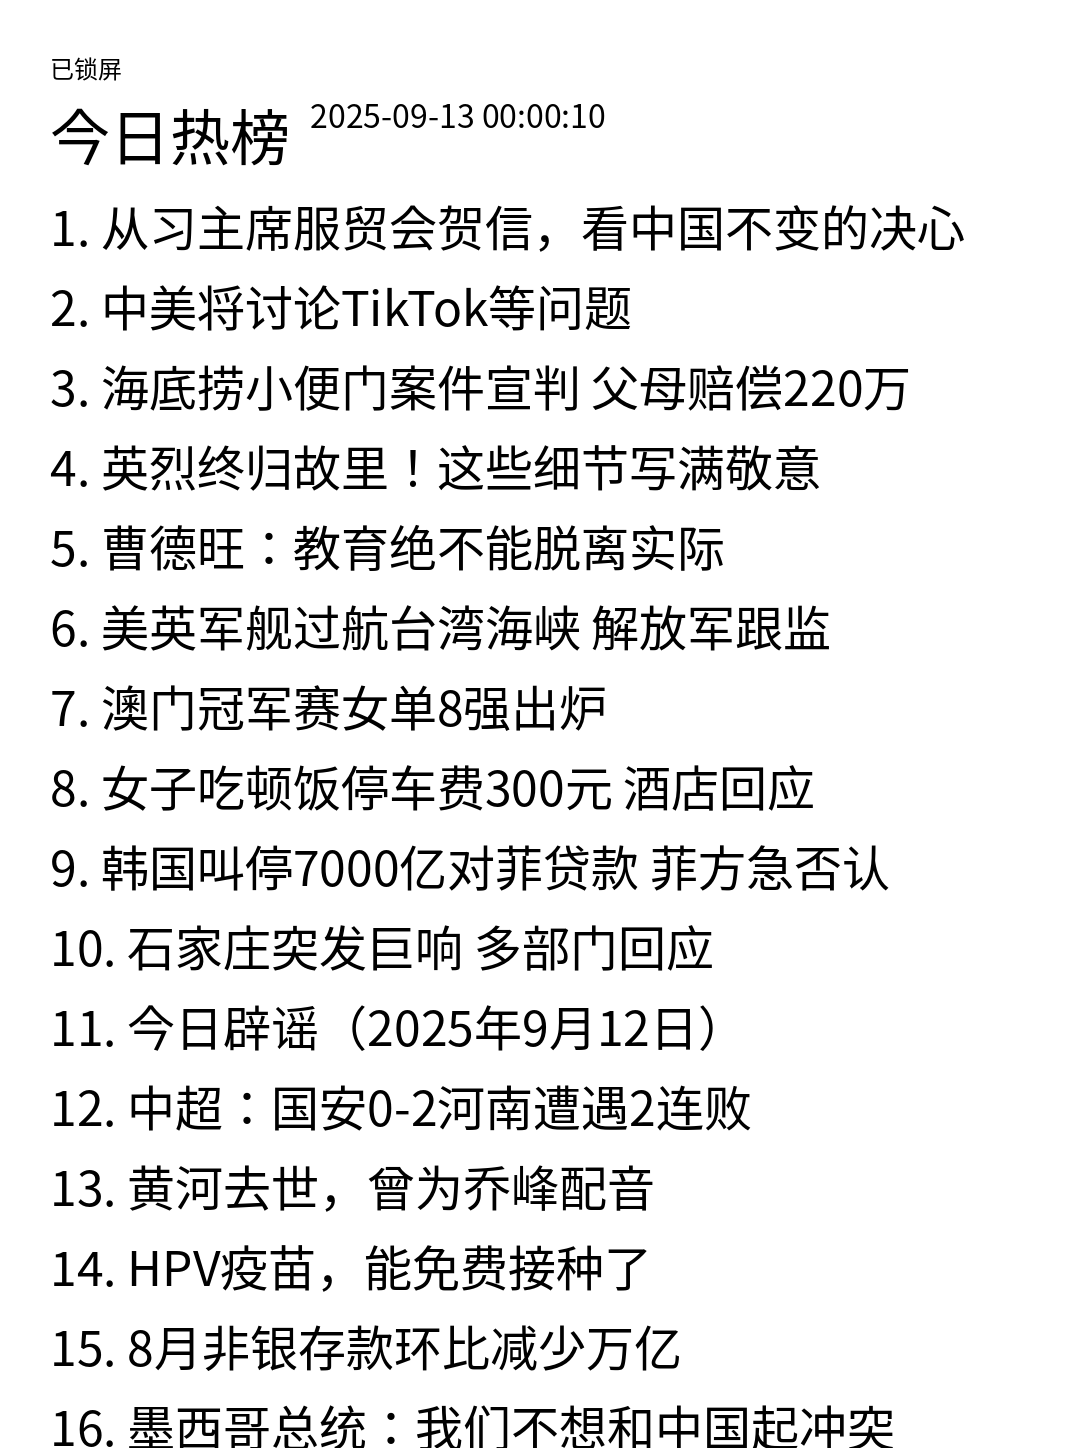 已锁屏
今日热榜 2025-09-13 00:00:10
1. 从习主席服贸会贺信，看中国不变的决心
2. 中美将讨论TikTok等问题
3. 海底捞小便门案件宣判 父母赔偿220万
4. 英烈终归故里！这些细节写满敬意
5. 曹德旺：教育绝不能脱离实际
6. 美英军舰过航台湾海峡 解放军跟监
7. 澳门冠军赛女单8强出炉
8. 女子吃顿饭停车费300元 酒店回应
9. 韩国叫停7000亿对菲贷款 菲方急否认
10. 石家庄突发巨响 多部门回应
11. 今日辟谣（2025年9月12日）
12. 中超：国安0-2河南遭遇2连败
13. 黄河去世，曾为乔峰配音
14. HPV疫苗，能免费接种了
15. 8月非银存款环比减少万亿
16. 墨西哥总统：我们不想和中国起冲突